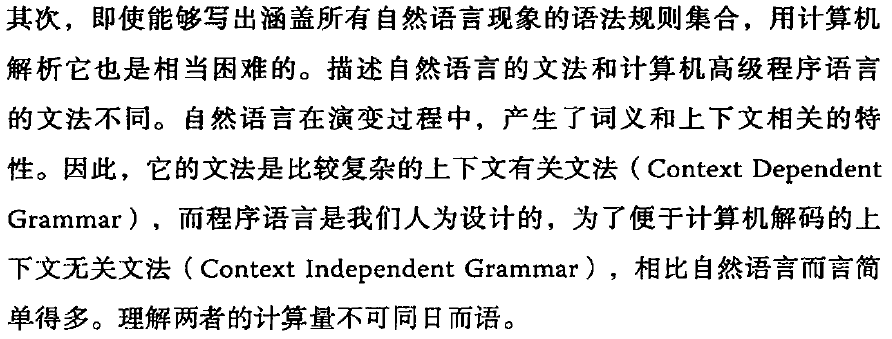 其次，即使能够写出涵盖所有自然语言现象的语法规则集合，用计算机
解析它也是相当困难的。描述自然语言的文法和计算机高级程序语言
的文法不同。自然语言在演变过程中，产生了词义和上下文相关的特
性。因此，它的文法是比较复杂的上下文有关文法（Context Dependent
Grammar），而程序语言是我们人为设计的，为了便于计算机解码的上
下文无关文法（Context Independent Grammar），相比自然语言而言简
单得多。理解两者的计算量不可同日而语。